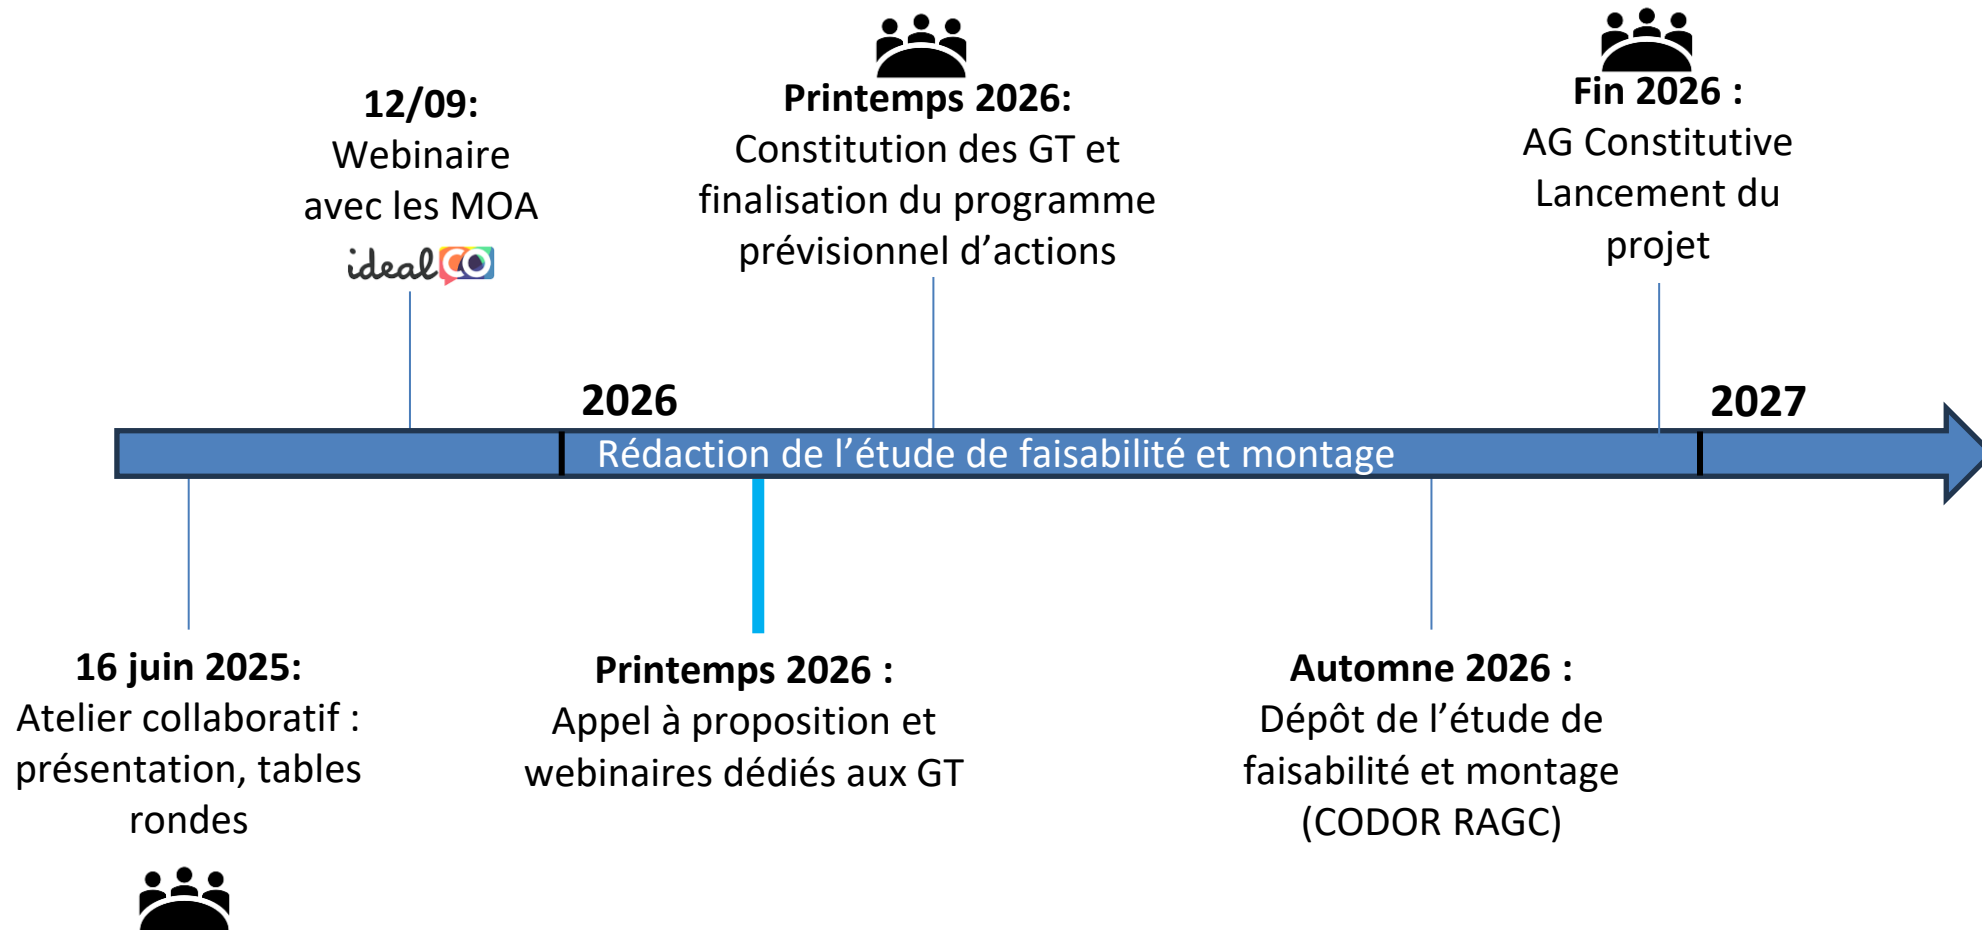 12/09:
Webinaire
avec les MOA
idealCO
Printemps 2026:
Constitution des GT et
finalisation du programme
prévisionnel d’actions
Fin 2026 :
AG Constitutive
Lancement du
projet
2026
2027
Rédaction de l’étude de faisabilité et montage
16 juin 2025:
Atelier collaboratif :
présentation, tables
rondes
Printemps 2026 :
Appel à proposition et
webinaires dédiés aux GT
Automne 2026 :
Dépôt de l’étude de
faisabilité et montage
(CODOR RAGC)